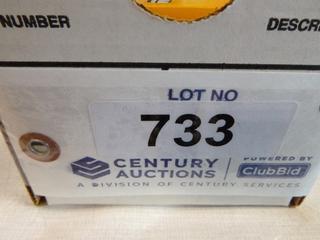 NUMBER DESCRI
LOT NO
733
CENTURY AUCTIONS
POWERED BY
ClubBid
A DIVISION OF CENTURY SERVICES